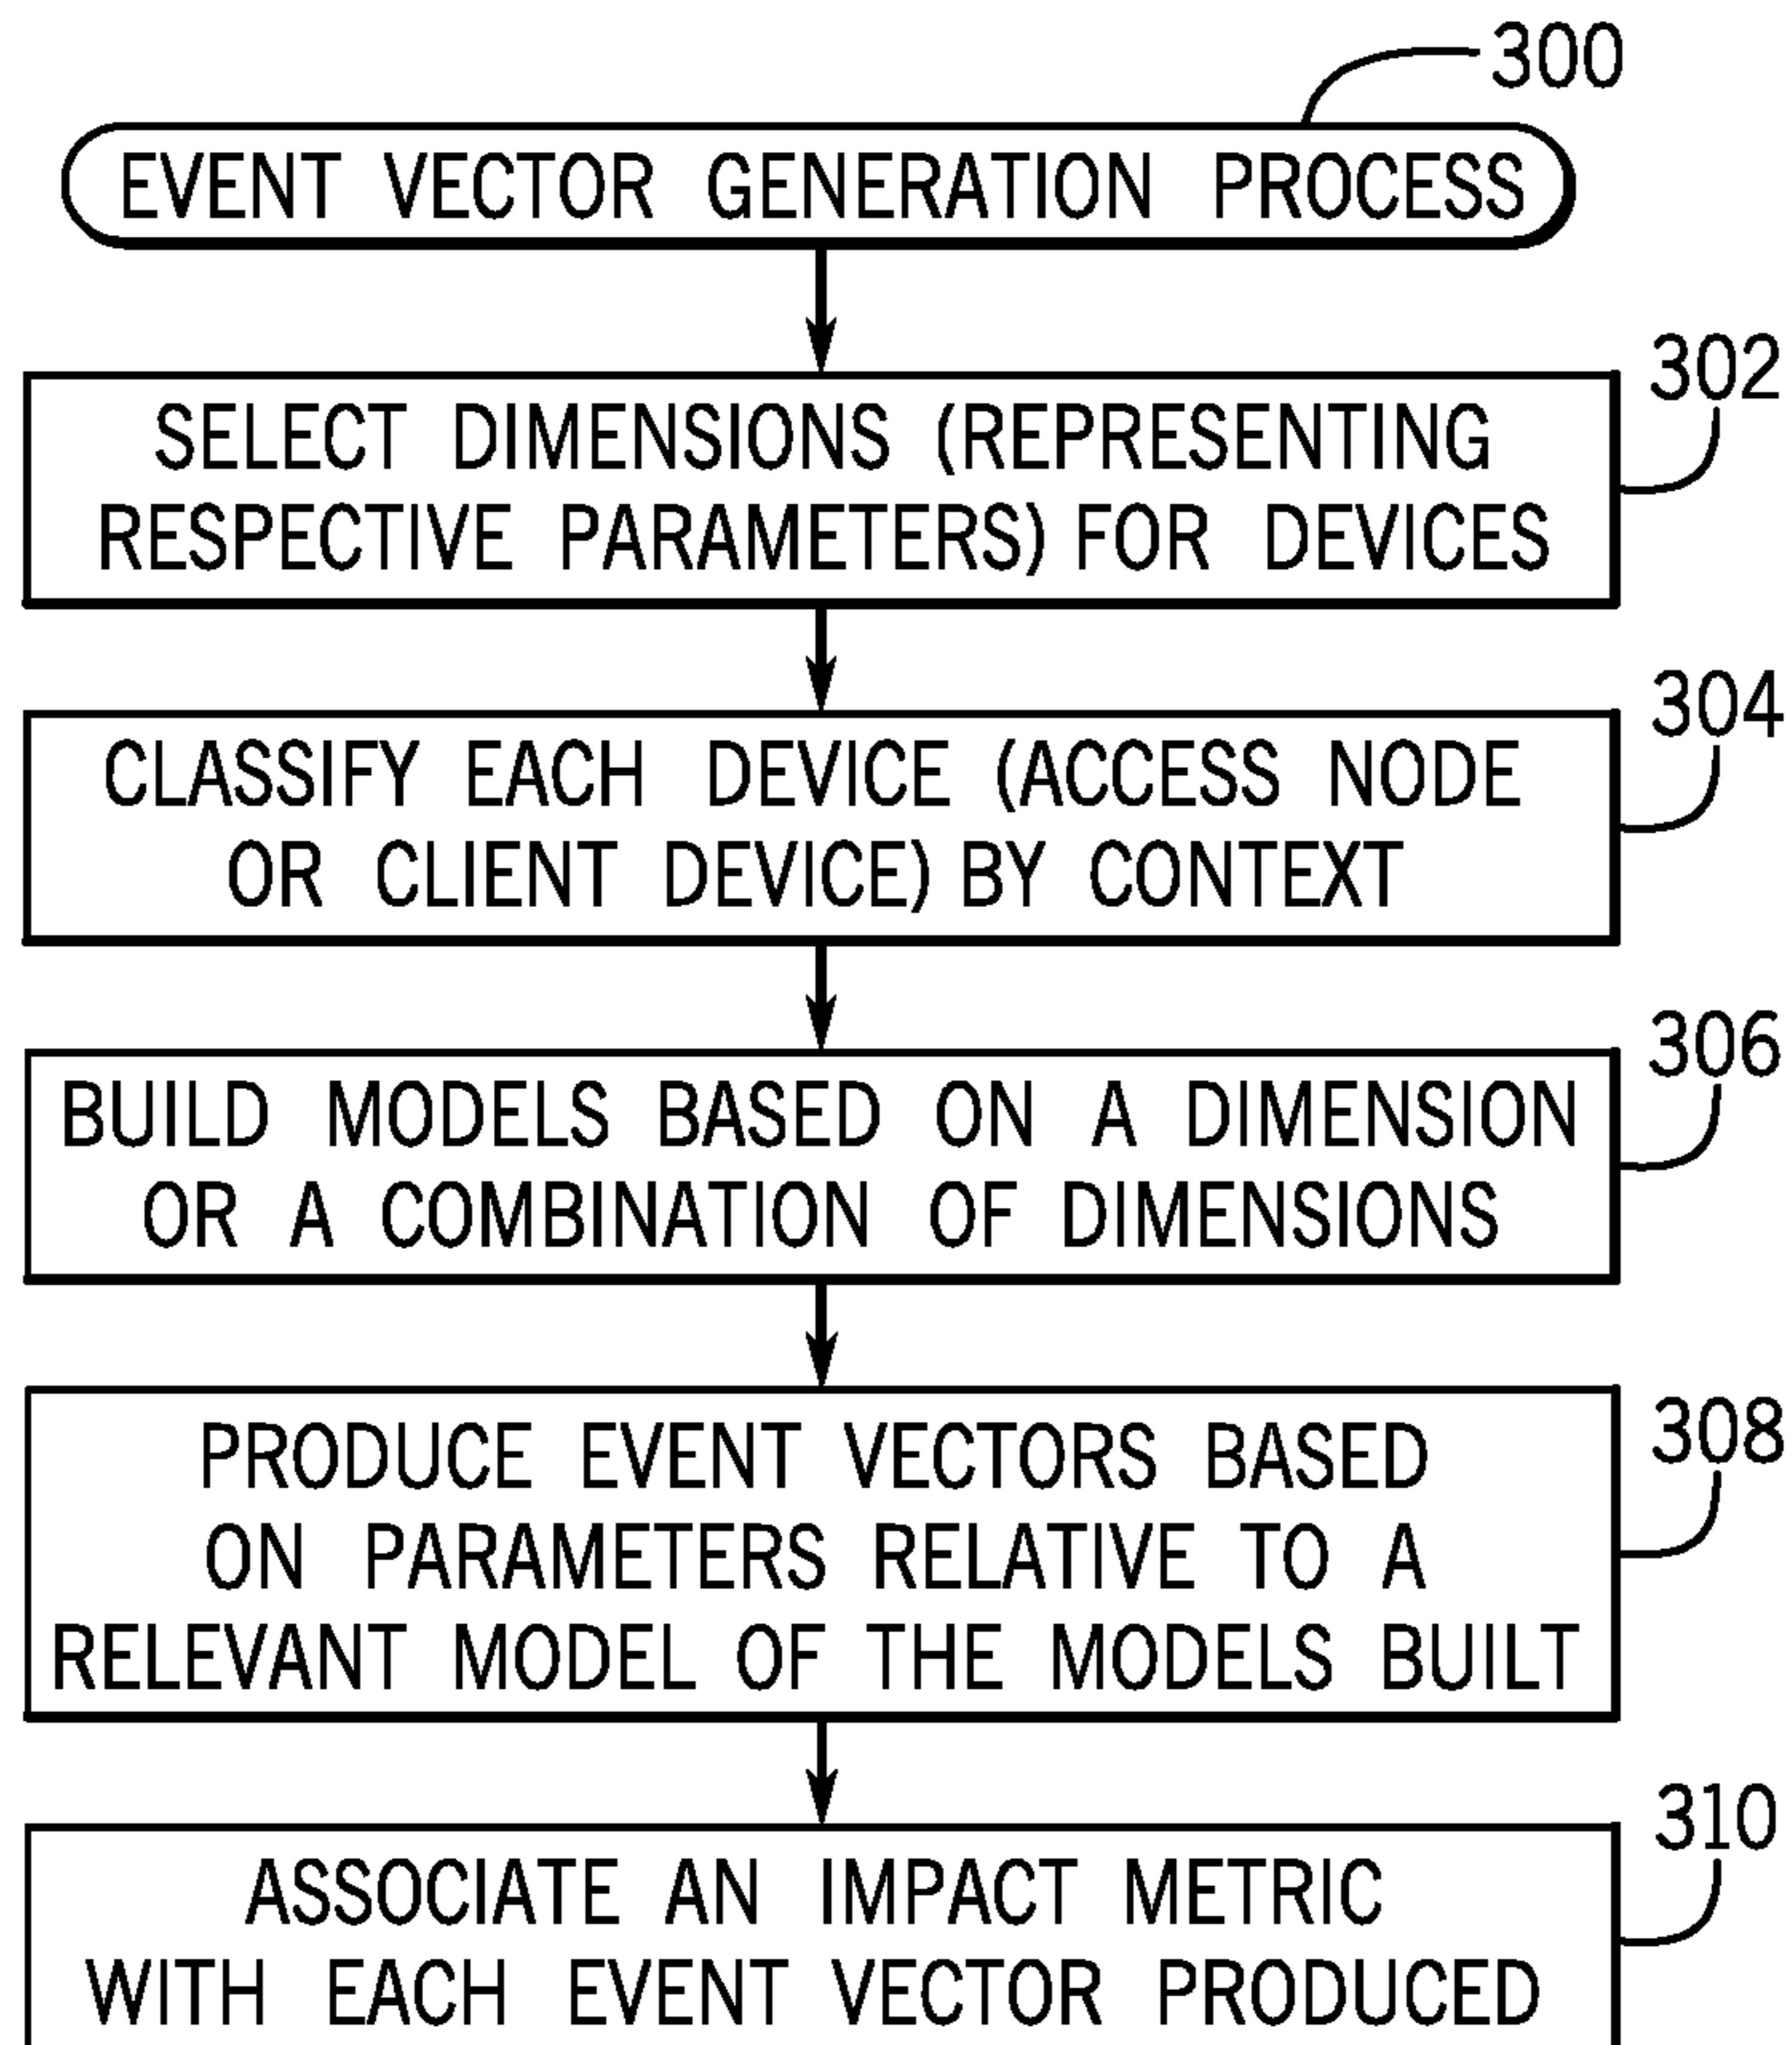 300
EVENT VECTOR GENERATION PROCESS
302
SELECT DIMENSIONS (REPRESENTING
RESPECTIVE PARAMETERS) FOR DEVICES
304
CLASSIFY EACH DEVICE (ACCESS NODE
OR CLIENT DEVICE) BY CONTEXT
306
BUILD MODELS BASED ON A DIMENSION
OR A COMBINATION OF DIMENSIONS
308
PRODUCE EVENT VECTORS BASED
ON PARAMETERS RELATIVE TO A
RELEVANT MODEL OF THE MODELS BUILT
310
ASSOCIATE AN IMPACT METRIC
WITH EACH EVENT VECTOR PRODUCED